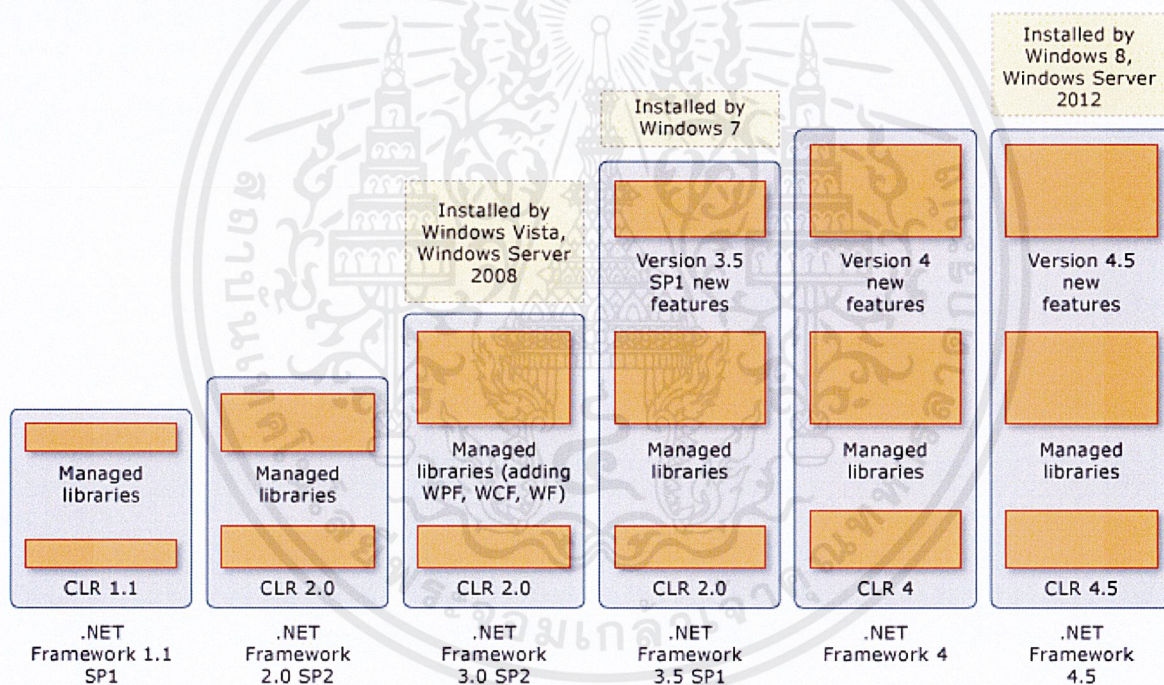 Installed by
Windows 8,
Windows Server
2012
Installed by
Windows 7
Installed by
Windows Vista,
Windows Server
2008
Managed
libraries
CLR 1.1
.NET
Framework 1.1
SP1
Managed
libraries
CLR 2.0
.NET
Framework
2.0 SP2
Managed
libraries (adding
WPF, WCF, WF)
CLR 2.0
.NET
Framework
3.0 SP2
Version 3.5
SP1 new
features
Managed
libraries
CLR 2.0
.NET
Framework
3.5 SP1
Version 4
new
features
Managed
libraries
CLR 4
.NET
Framework 4
Version 4.5
new
features
Managed
libraries
CLR 4.5
.NET
Framework
4.5